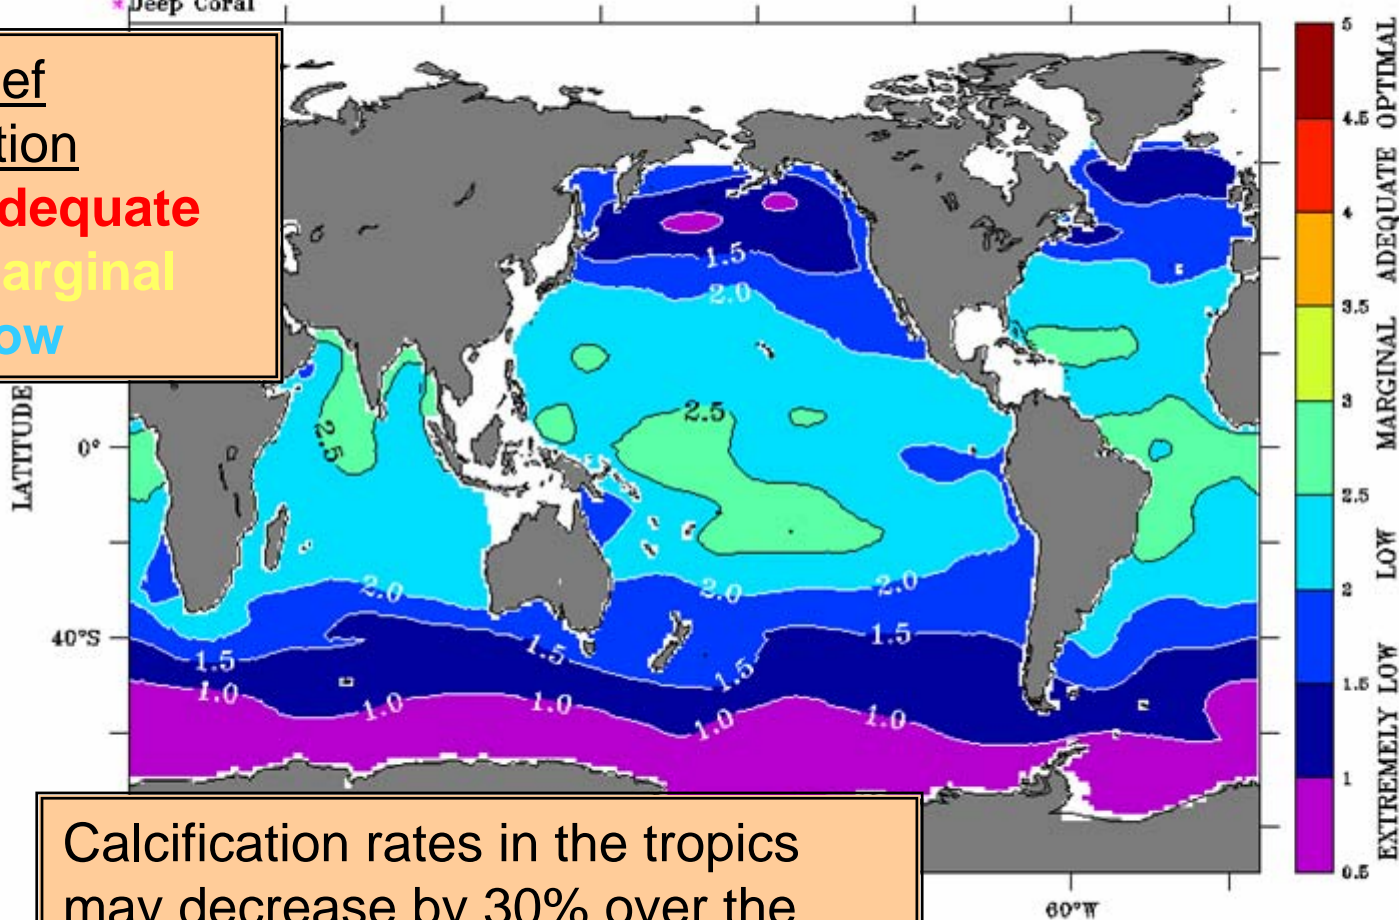 * Deep Coral
ef
tion
dequate
arginal
ow
LATITUDE
0°
40°S
60°W
1.5
2.0
2.5
2.5
2.0
2.0
2.0
1.5
1.5
1.5
1.5
1.0
1.0
1.0
1.0
1.0
5
4.5
4
3.5
3
2.5
2
1.5
1
0.5
OPTIMAL
ADEQUATE
MARGINAL
LOW
EXTREMELY LOW
Calcification rates in the tropics
may decrease by 30% over the